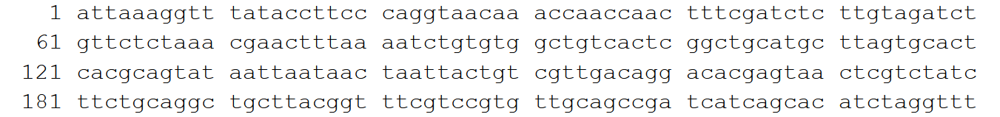 1 attaaaggtt tataccttcc caggtaacaa accaaccaac tttcgatctc ttgtagatct
61 gttctctaaa cgaactttaa aatctgtgtg gctgtcactc ggctgcatgc ttagtgcact
121 cacgcagtat aattaataac taattactgt cgttgacagg acacgagtaa ctcgtctatc
181 ttctgcaggc tgcttacggt ttcgtccgtg ttgcagccga tcatcagcac atctaggttt